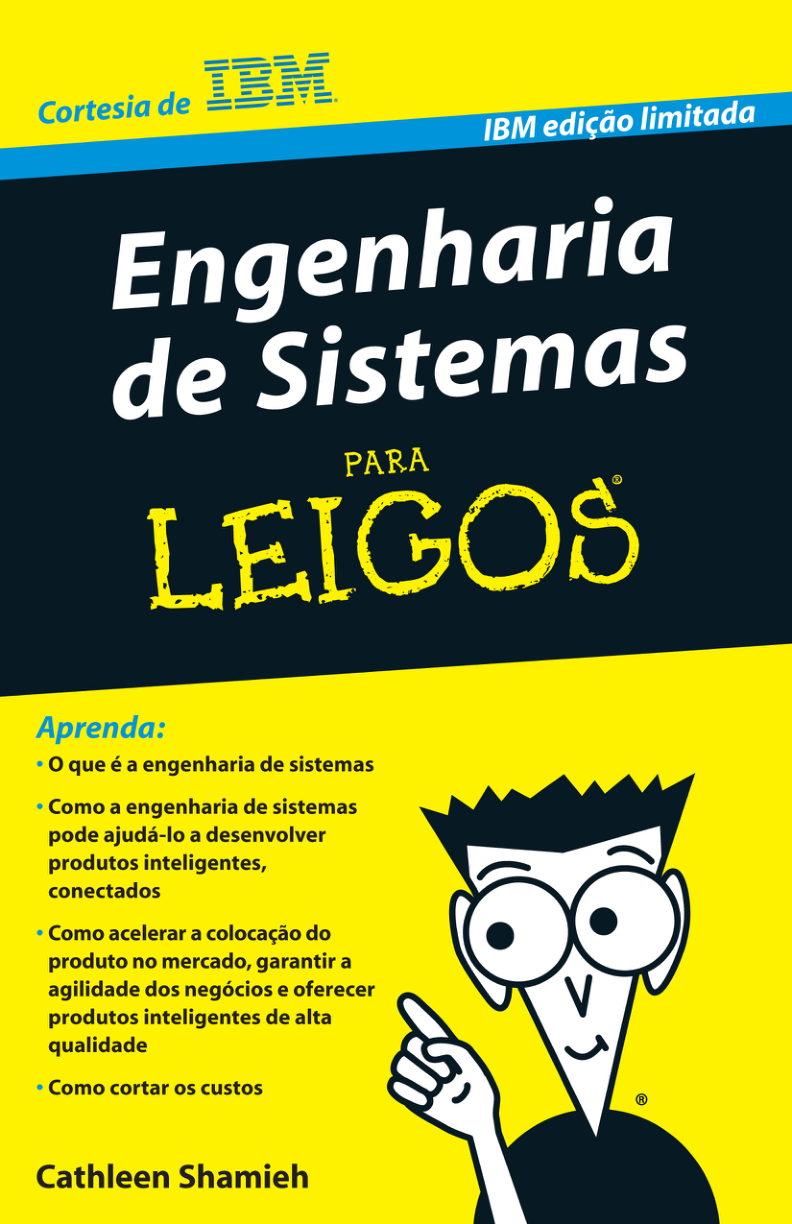 Cortesia de IBM
IBM edição limitada
Engenharia
de Sistemas
PARA
LEIGOS®
Aprenda:
• O que é a engenharia de sistemas
• Como a engenharia de sistemas
pode ajudá-lo a desenvolver
produtos inteligentes,
conectados
• Como acelerar a colocação do
produto no mercado, garantir a
agilidade dos negócios e oferecer
produtos inteligentes de alta
qualidade
• Como cortar os custos
®
Cathleen Shamieh